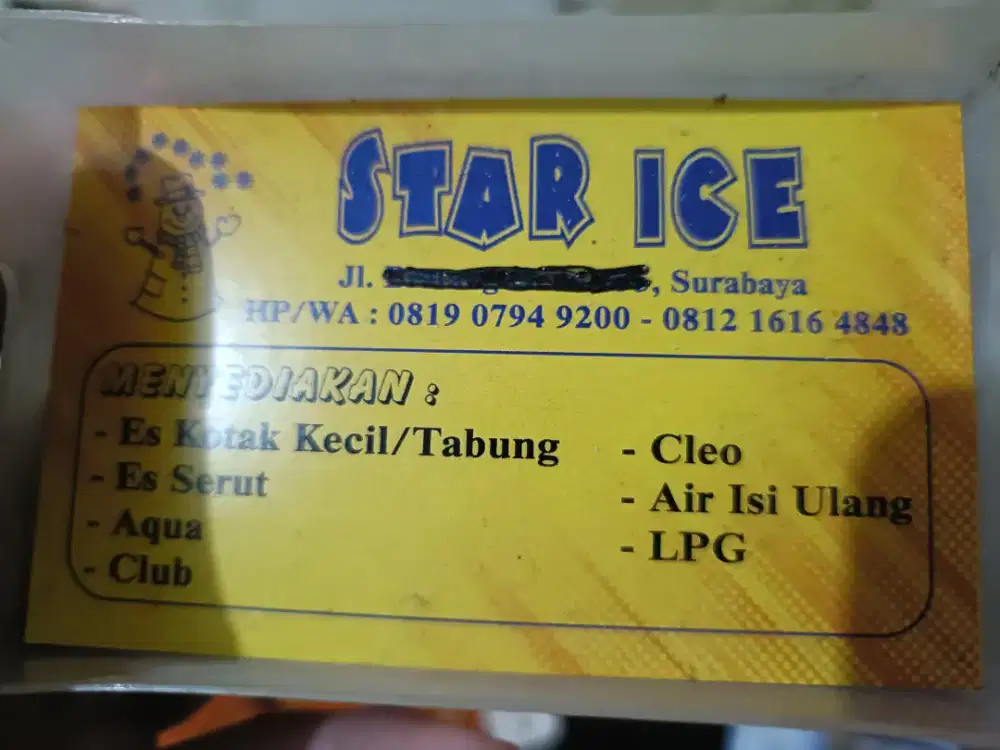 STAR ICE
Jl. , Surabaya
HP/WA : 0819 0794 9200 - 0812 1616 4848
MENYEDIAKAN :
- Es Kotak Kecil/Tabung
- Es Serut
- Aqua
- Club
- Cleo
- Air Isi Ulang
- LPG